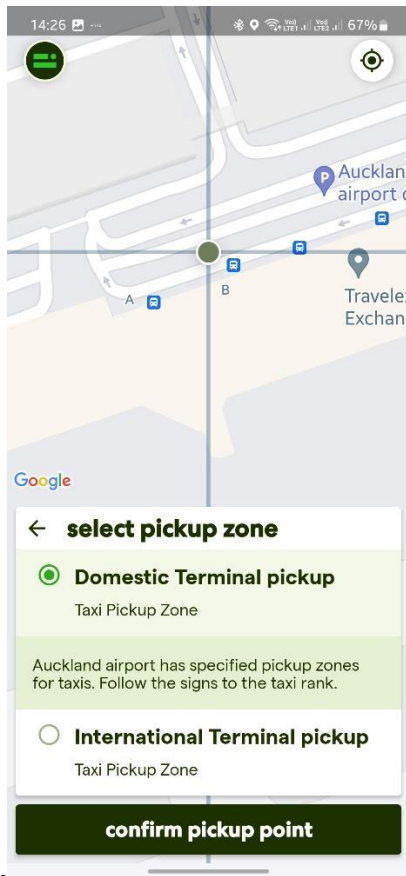 14:26
67%
Aucklan
airport c
A
B
Travele
Exchan
Google
← select pickup zone
Domestic Terminal pickup
Taxi Pickup Zone
Auckland airport has specified pickup zones
for taxis. Follow the signs to the taxi rank.
International Terminal pickup
Taxi Pickup Zone
confirm pickup point